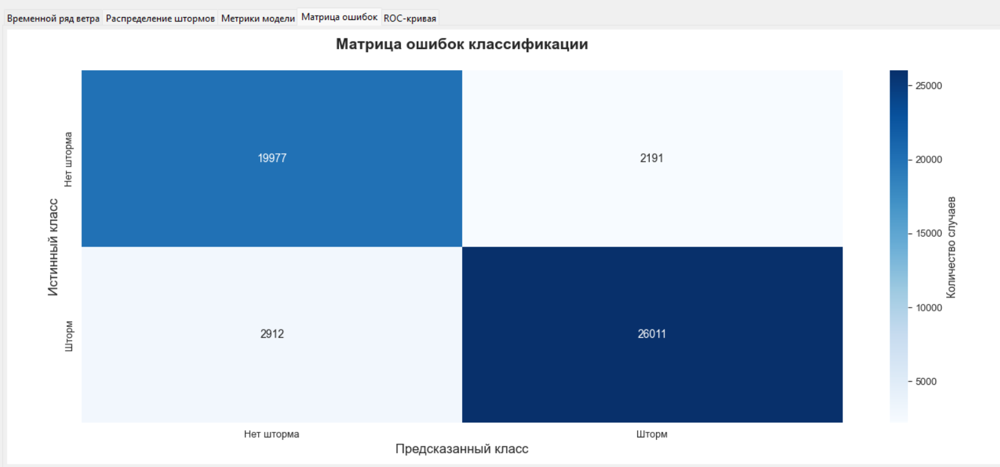 Временной ряд ветра Распределение штормов Метрики модели Матрица ошибок ROC-кривая
Матрица ошибок классификации
Истинный класс
Нет шторма
Шторм
19977 2191
2912 26011
Нет шторма Шторм
Предсказанный класс
25000
20000
15000
10000
5000
Количество случаев